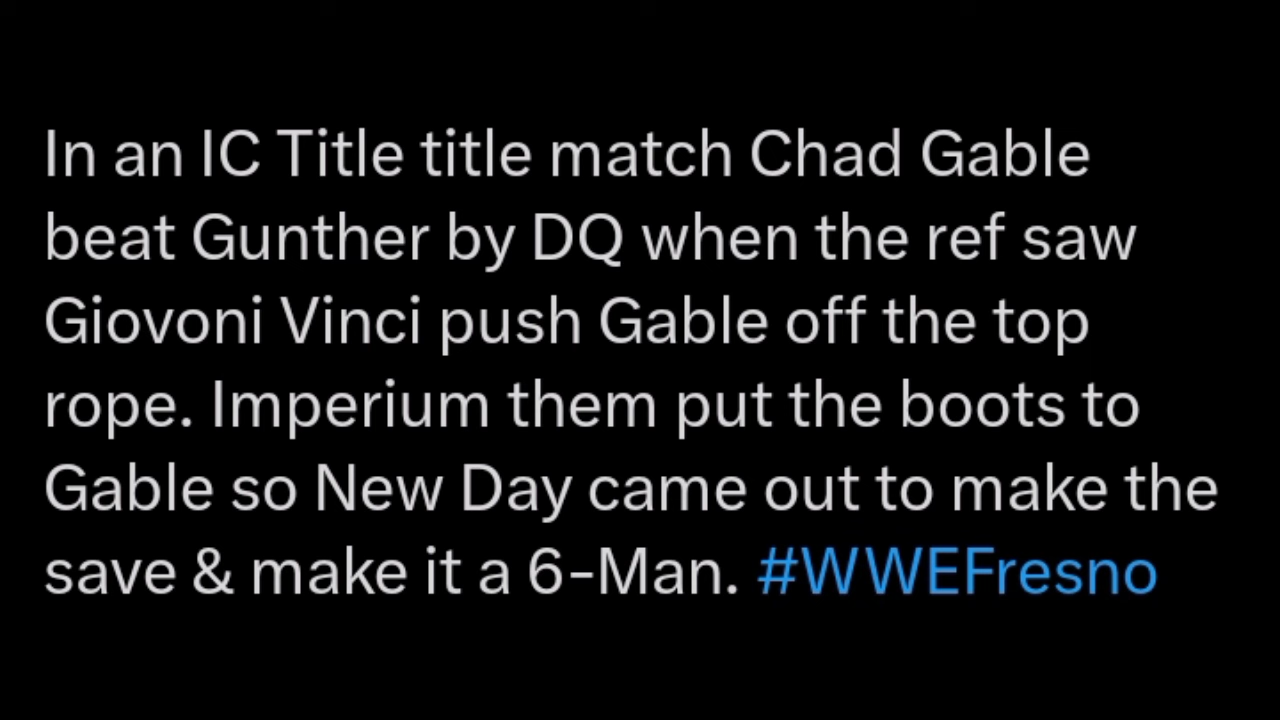 In an IC Title title match Chad Gable
beat Gunther by DQ when the ref saw
Giovoni Vinci push Gable off the top
rope. Imperium them put the boots to
Gable so New Day came out to make the
save & make it a 6-Man. #WWEFresno